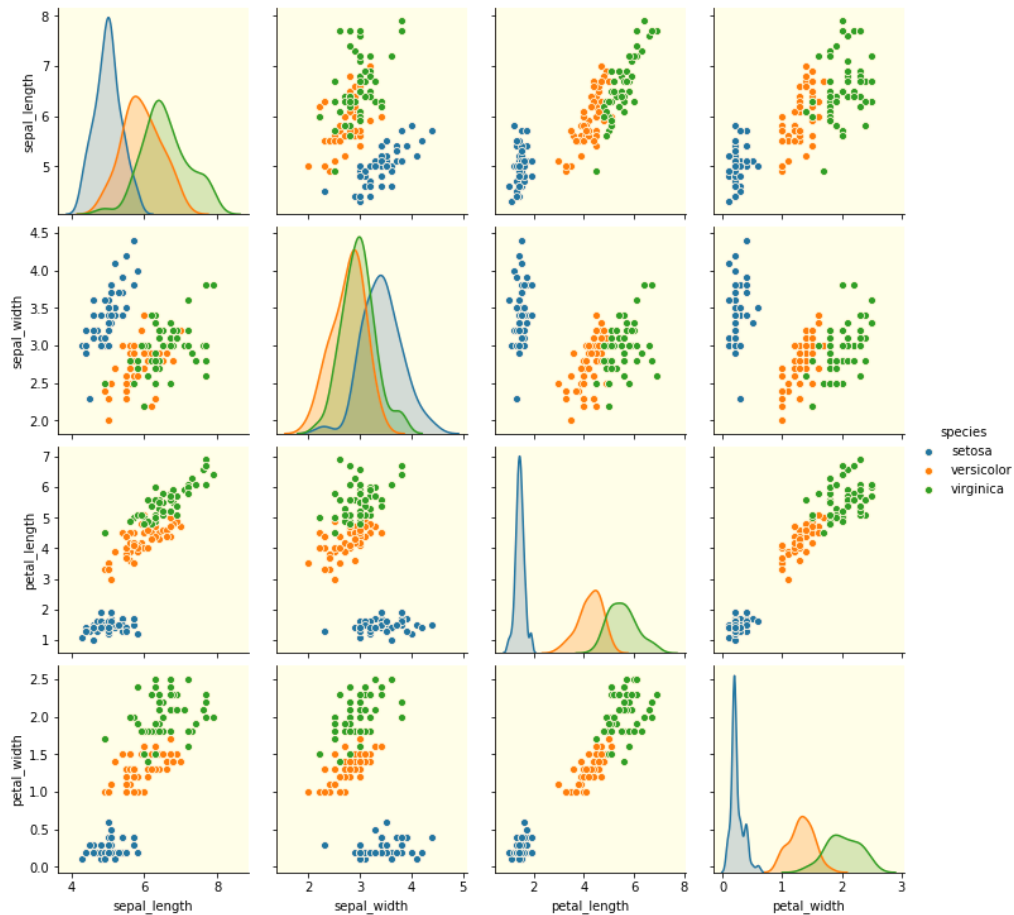 sepal_length
8
7
6
5
sepal_width
4.5
4.0
3.5
3.0
2.5
2.0
petal_length
7
6
5
4
3
2
1
petal_width
2.5
2.0
1.5
1.0
0.5
0.0
4 6 8
sepal_length
2 3 4 5
sepal_width
2 4 6 8
petal_length
0 1 2 3
petal_width
species
setosa
versicolor
virginica